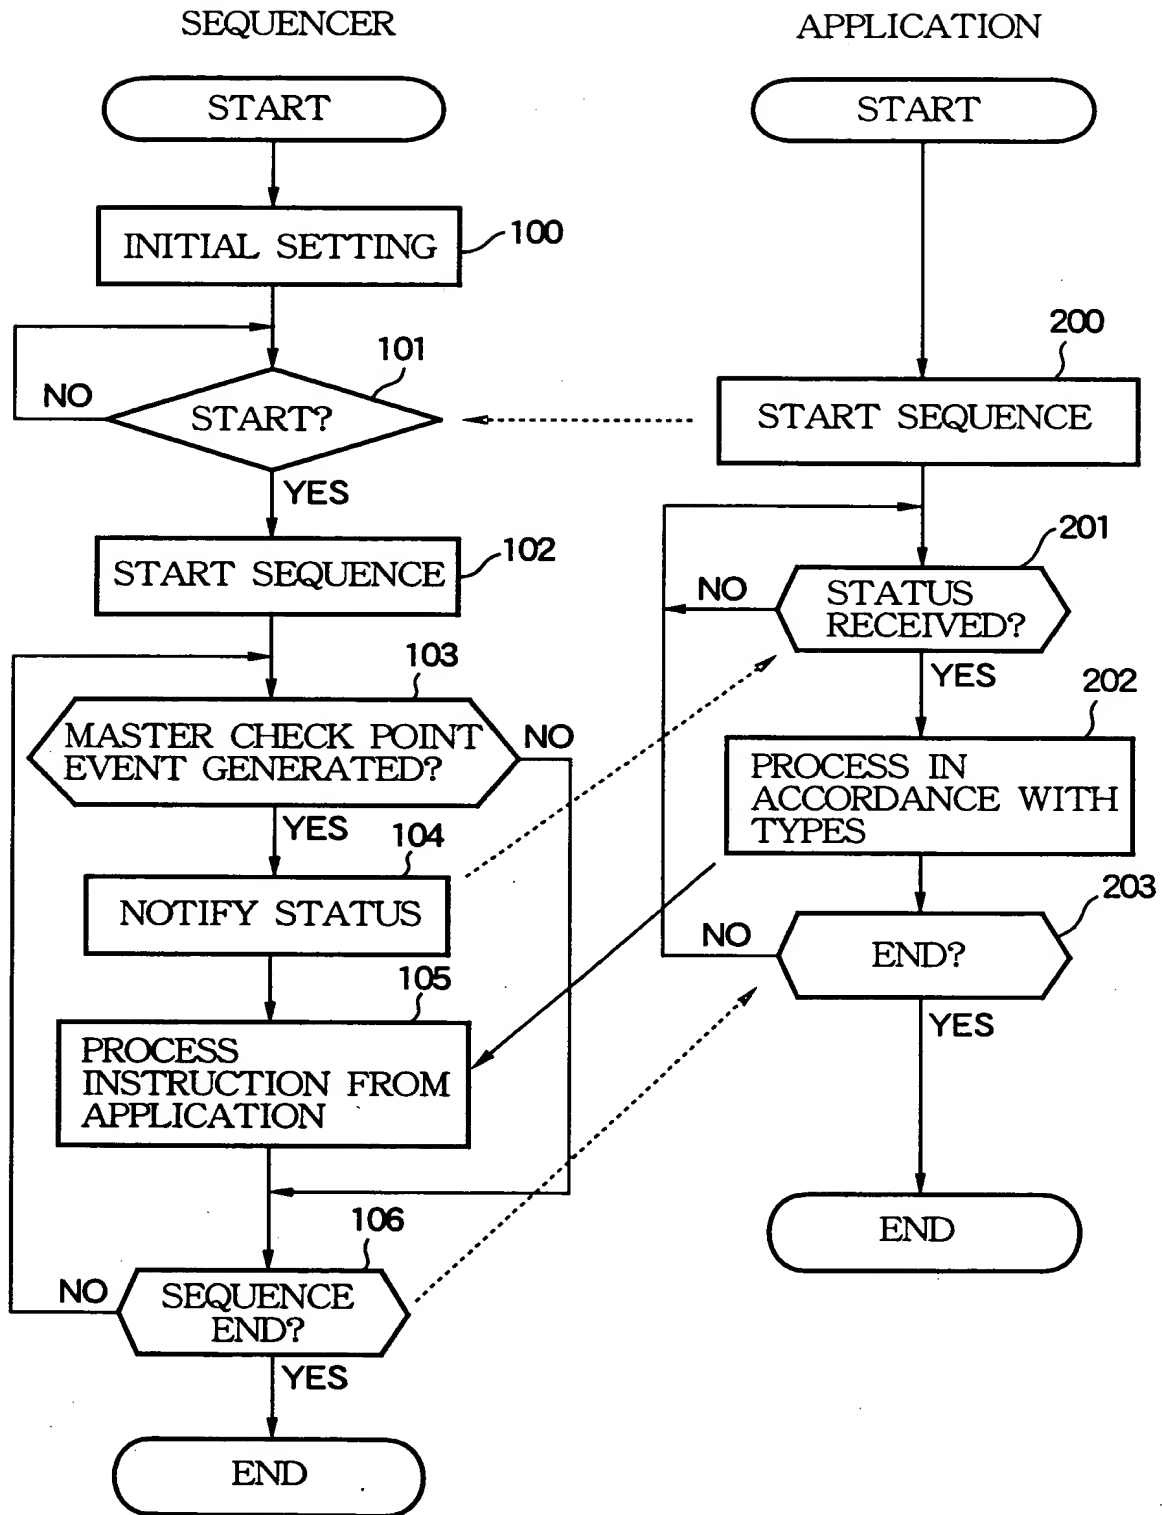 SEQUENCER
START
INITIAL SETTING
100
101
START?
NO
YES
START SEQUENCE
102
103
MASTER CHECK POINT
EVENT GENERATED?
NO
YES
104
NOTIFY STATUS
105
PROCESS
INSTRUCTION FROM
APPLICATION
106
SEQUENCE
END?
NO
YES
END
APPLICATION
START
200
START SEQUENCE
201
STATUS
RECEIVED?
NO
YES
202
PROCESS IN
ACCORDANCE WITH
TYPES
203
END?
NO
YES
END